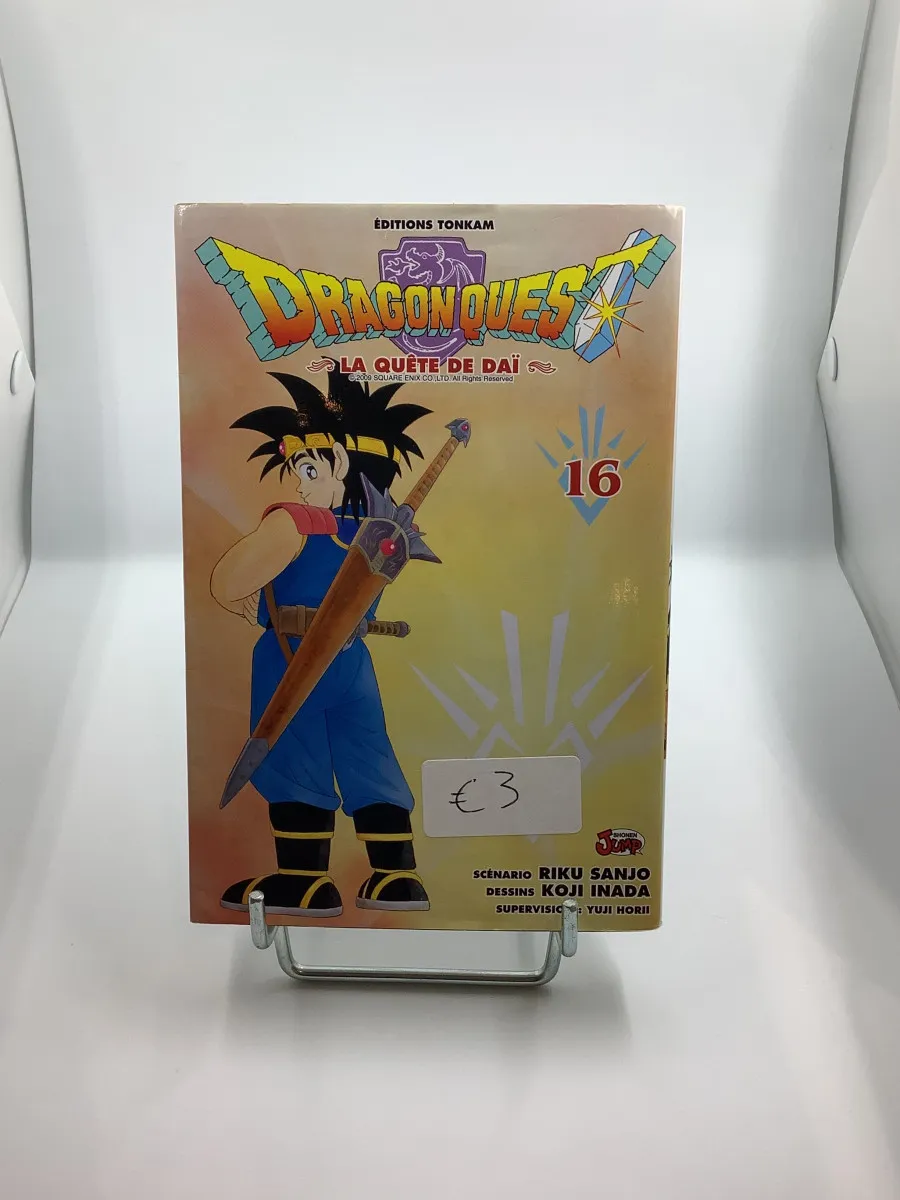 ÉDITIONS TONKAM
DRAGON QUEST
LA QUÊTE DE DAÏ
© 2009 SQUARE ENIX CO., LTD. All Rights Reserved
16
€ 3
SHONEN
JUMP
SCÉNARIO RIKU SANJO
DESSINS KOJI INADA
SUPERVISION : YUJI HORII